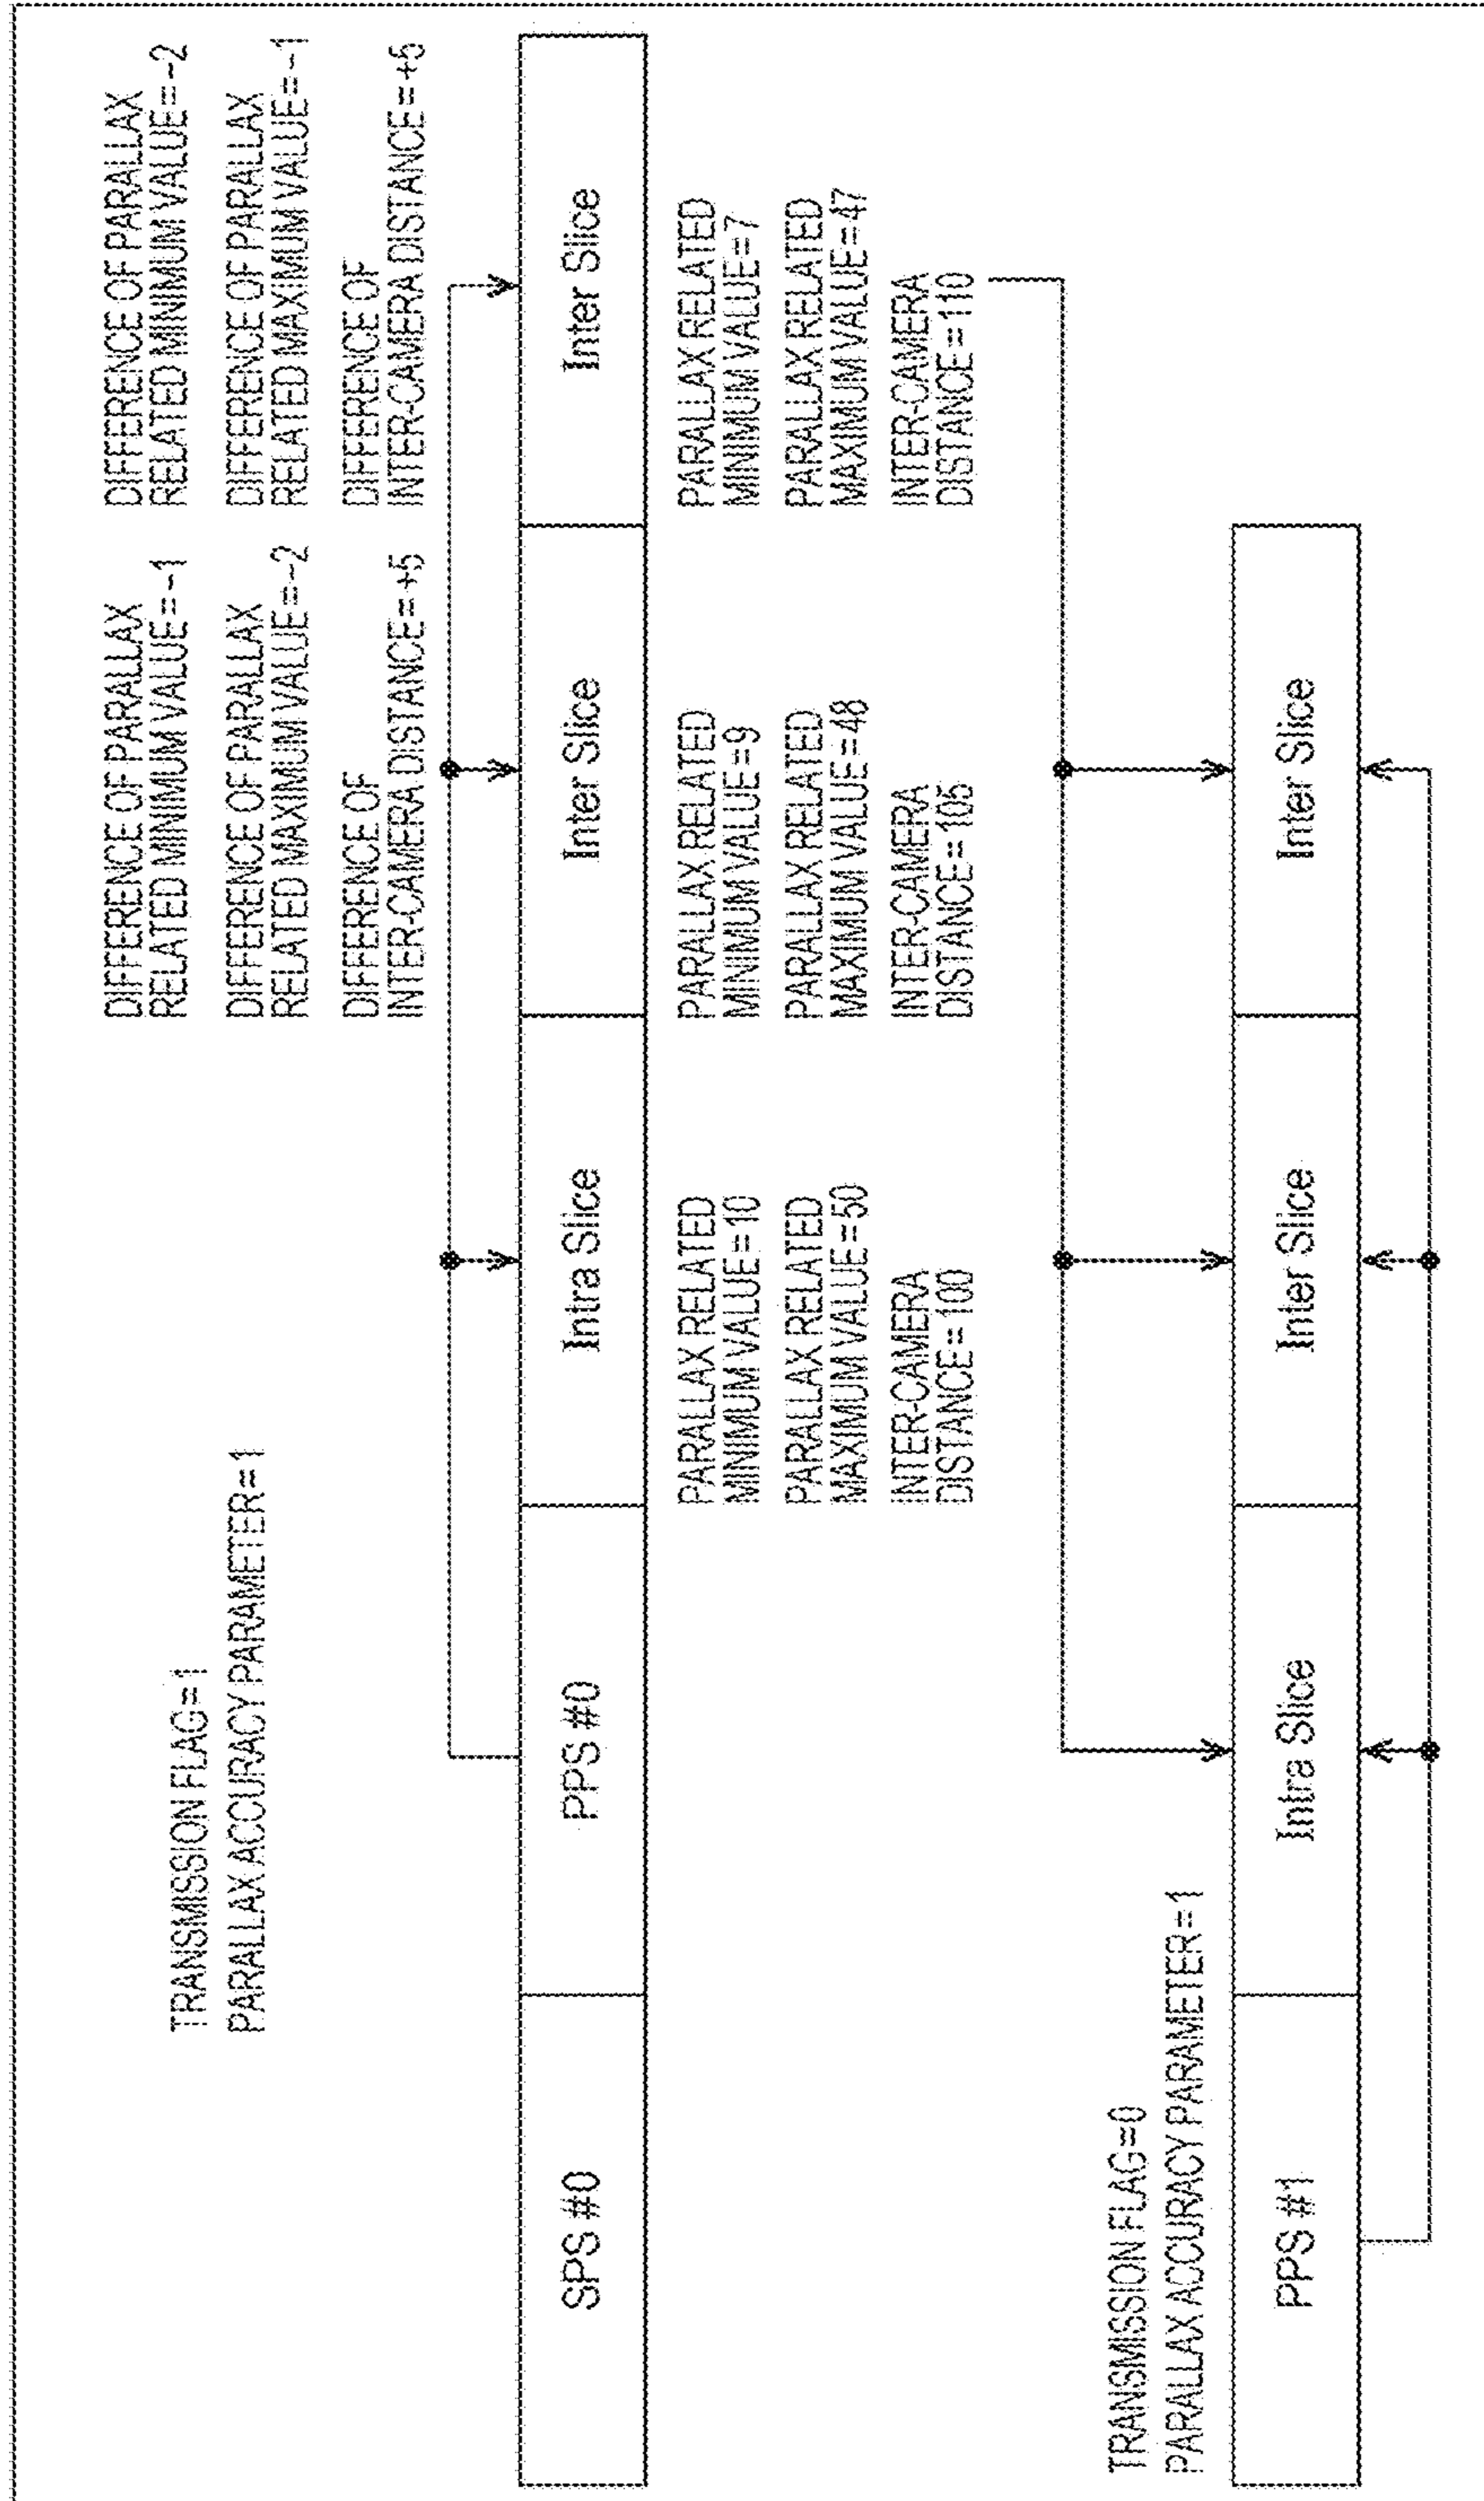 TRANSMISSION FLAG=1
PARALLAX ACCURACY PARAMETER=1
DIFFERENCE OF PARALLAX
RELATED MINIMUM VALUE=-1
DIFFERENCE OF PARALLAX
RELATED MAXIMUM VALUE=-2
DIFFERENCE OF
INTER-CAMERA DISTANCE=+5
DIFFERENCE OF PARALLAX
RELATED MINIMUM VALUE=-2
DIFFERENCE OF PARALLAX
RELATED MAXIMUM VALUE=-1
DIFFERENCE OF
INTER-CAMERA DISTANCE=+5
SPS #0
PPS #0
Intra Slice
Inter Slice
Inter Slice
PARALLAX RELATED
MINIMUM VALUE=10
PARALLAX RELATED
MAXIMUM VALUE=50
INTER-CAMERA
DISTANCE=100
PARALLAX RELATED
MINIMUM VALUE=9
PARALLAX RELATED
MAXIMUM VALUE=48
INTER-CAMERA
DISTANCE=105
PARALLAX RELATED
MINIMUM VALUE=7
PARALLAX RELATED
MAXIMUM VALUE=47
INTER-CAMERA
DISTANCE=110
TRANSMISSION FLAG=0
PARALLAX ACCURACY PARAMETER=1
PPS #1
Intra Slice
Inter Slice
Inter Slice